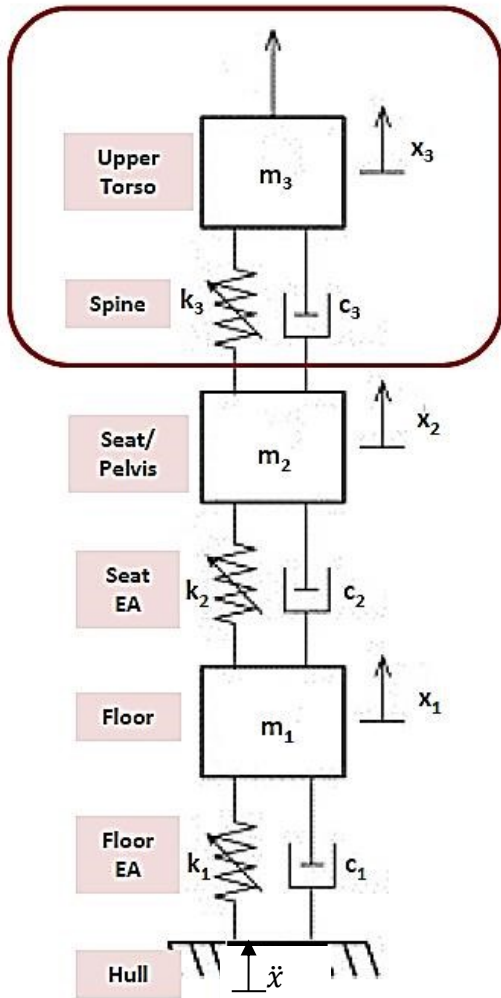 Upper
Torso
m₃
x₃
Spine
k₃
c₃
Seat/
Pelvis
m₂
x₂
Seat
EA
k₂
c₂
Floor
m₁
x₁
Floor
EA
k₁
c₁
Hull
ẍ